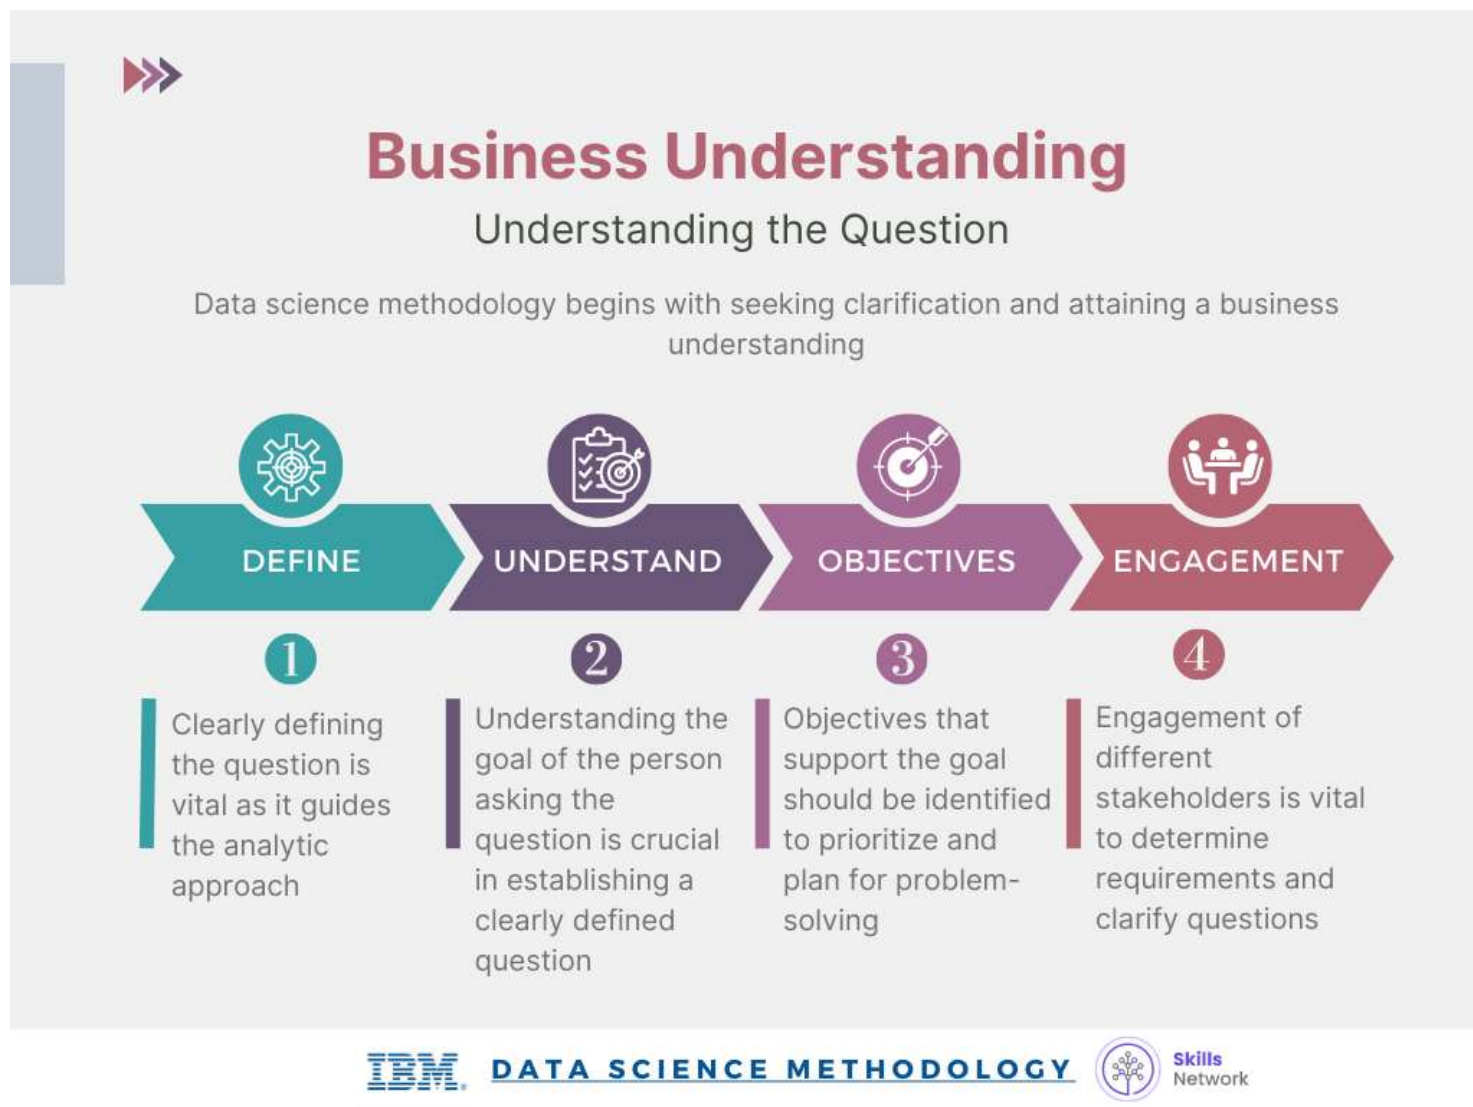 Business Understanding
Understanding the Question
Data science methodology begins with seeking clarification and attaining a business
understanding
DEFINE
UNDERSTAND
OBJECTIVES
ENGAGEMENT
1
Clearly defining
the question is
vital as it guides
the analytic
approach
2
Understanding the
goal of the person
asking the
question is crucial
in establishing a
clearly defined
question
3
Objectives that
support the goal
should be identified
to prioritize and
plan for problem-
solving
4
Engagement of
different
stakeholders is vital
to determine
requirements and
clarify questions
IBM.
DATA SCIENCE METHODOLOGY
Skills
Network